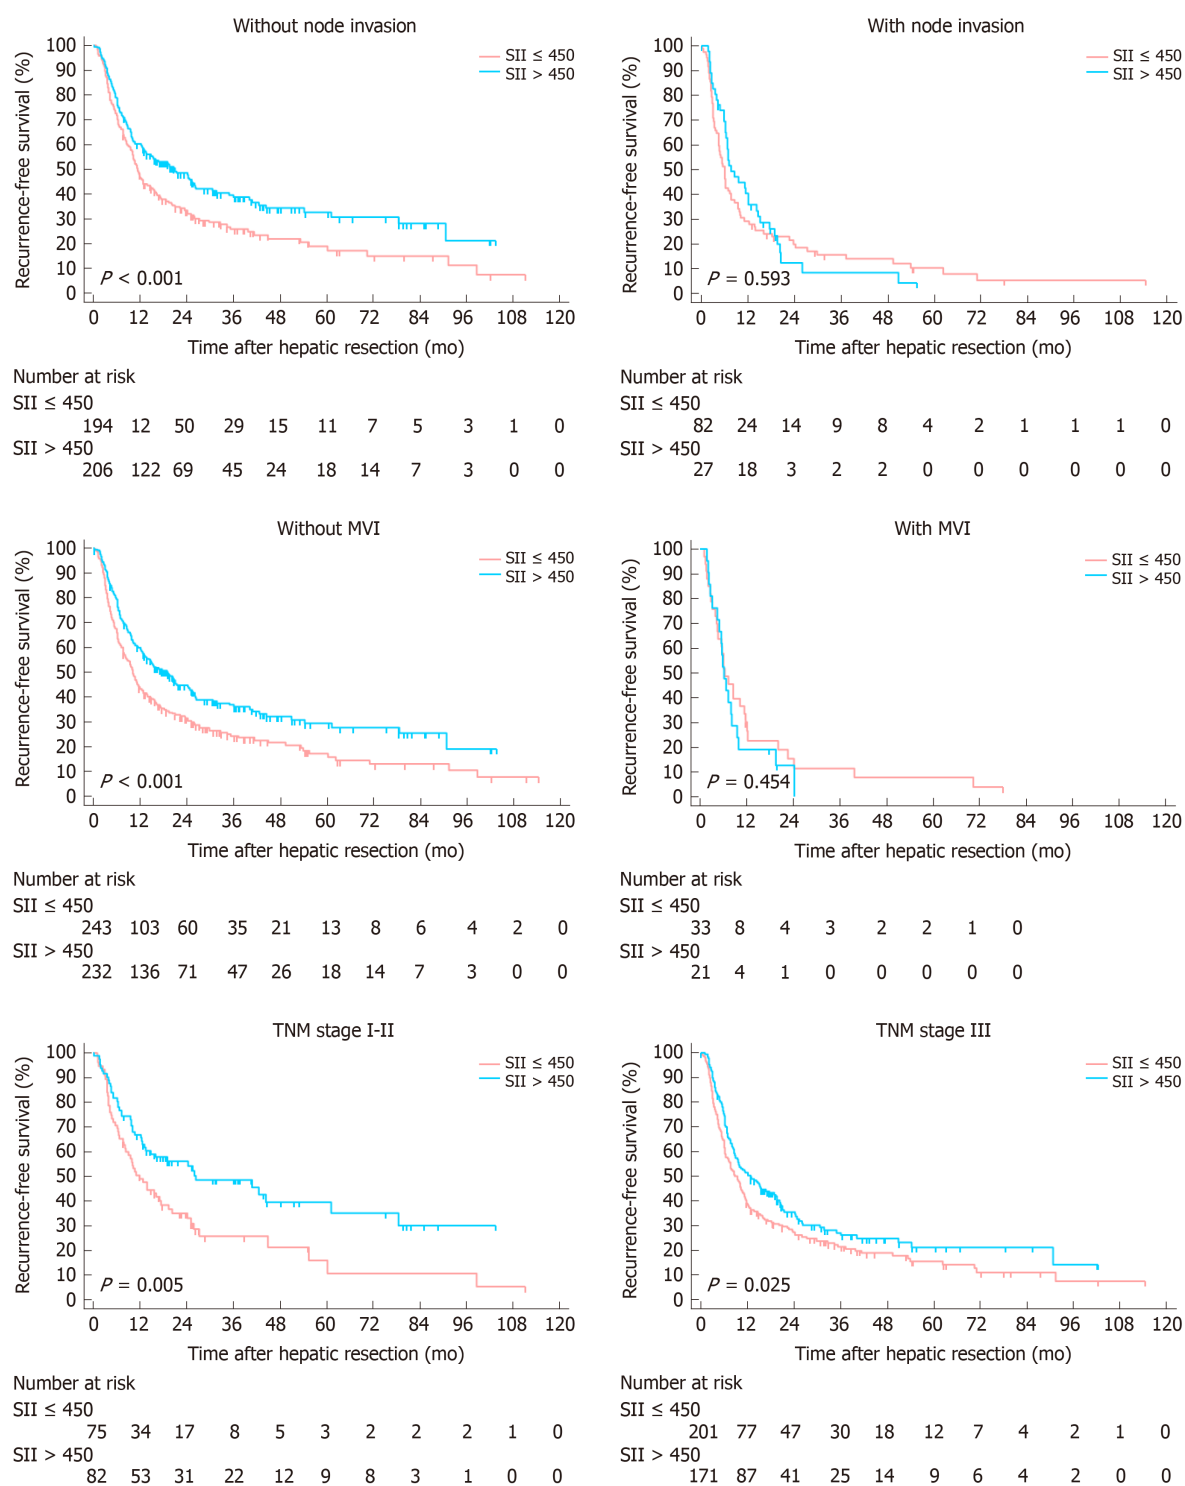 Without node invasion
SII ≤ 450
SII > 450
Recurrence-free survival (%)
100
90
80
70
60
50
40
30
20
10
0
P < 0.001
0 12 24 36 48 60 72 84 96 108 120
Time after hepatic resection (mo)
Number at risk
SII ≤ 450
194 12 50 29 15 11 7 5 3 1 0
SII > 450
206 122 69 45 24 18 14 7 3 0 0
With node invasion
SII ≤ 450
SII > 450
Recurrence-free survival (%)
100
90
80
70
60
50
40
30
20
10
0
P = 0.593
0 12 24 36 48 60 72 84 96 108 120
Time after hepatic resection (mo)
Number at risk
SII ≤ 450
82 24 14 9 8 4 2 1 1 1 0
SII > 450
27 18 3 2 2 0 0 0 0 0 0
Without MVI
SII ≤ 450
SII > 450
Recurrence-free survival (%)
100
90
80
70
60
50
40
30
20
10
0
P < 0.001
0 12 24 36 48 60 72 84 96 108 120
Time after hepatic resection (mo)
Number at risk
SII ≤ 450
243 103 60 35 21 13 8 6 4 2 0
SII > 450
232 136 71 47 26 18 14 7 3 0 0
With MVI
SII ≤ 450
SII > 450
Recurrence-free survival (%)
100
90
80
70
60
50
40
30
20
10
0
P = 0.454
0 12 24 36 48 60 72 84 96 108 120
Time after hepatic resection (mo)
Number at risk
SII ≤ 450
33 8 4 3 2 2 1 0
SII > 450
21 4 1 0 0 0 0 0
TNM stage I-II
SII ≤ 450
SII > 450
Recurrence-free survival (%)
100
90
80
70
60
50
40
30
20
10
0
P = 0.005
0 12 24 36 48 60 72 84 96 108 120
Time after hepatic resection (mo)
Number at risk
SII ≤ 450
75 34 17 8 5 3 2 2 2 1 0
SII > 450
82 53 31 22 12 9 8 3 1 0 0
TNM stage III
SII ≤ 450
SII > 450
Recurrence-free survival (%)
100
90
80
70
60
50
40
30
20
10
0
P = 0.025
0 12 24 36 48 60 72 84 96 108 120
Time after hepatic resection (mo)
Number at risk
SII ≤ 450
201 77 47 30 18 12 7 4 2 1 0
SII > 450
171 87 41 25 14 9 6 4 2 0 0